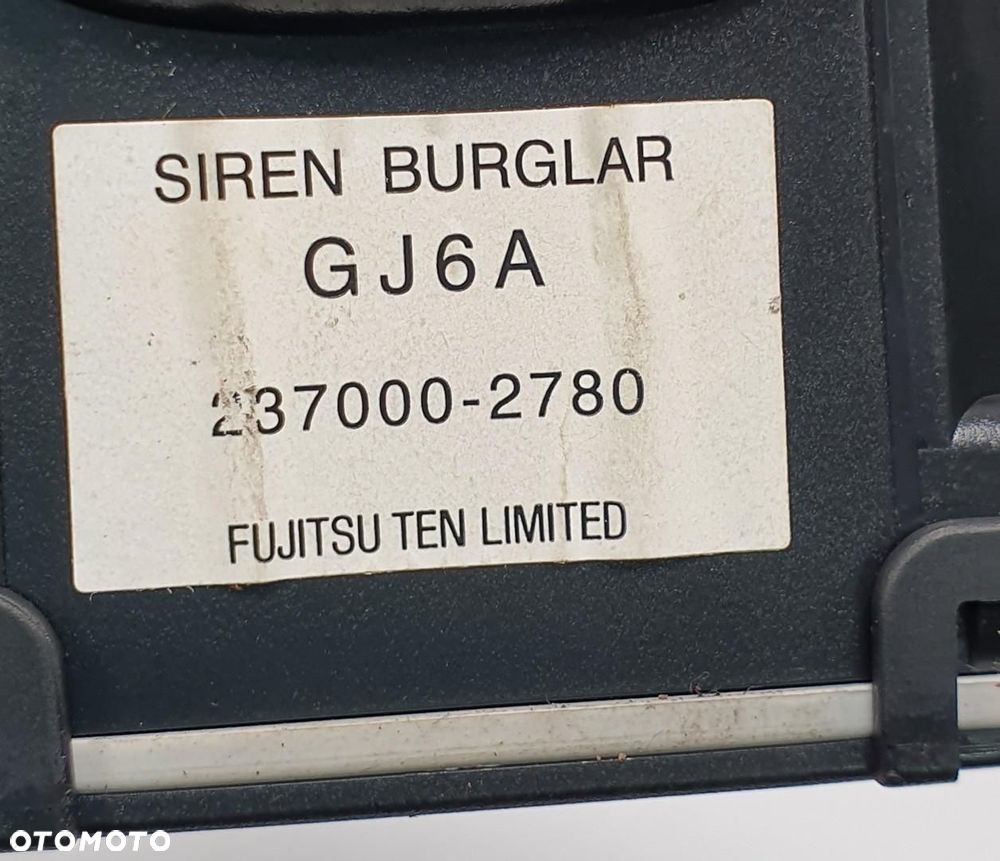 SIREN BURGLAR
GJ6A
237000-2780
FUJITSU TEN LIMITED
OTOMOTO